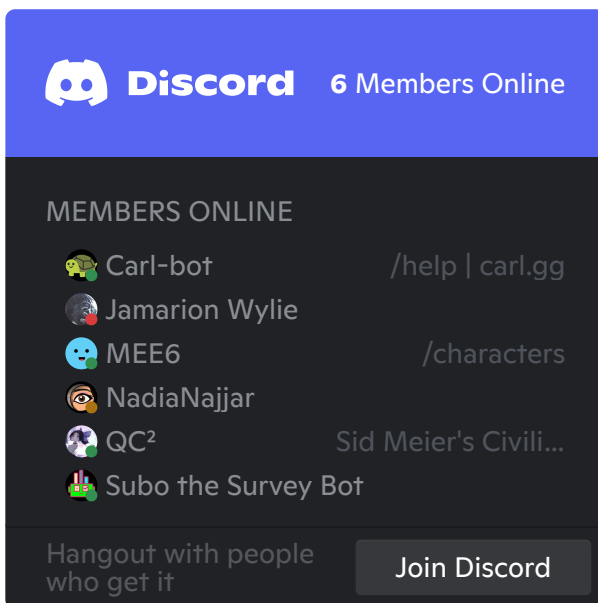 Discord 6 Members Online
MEMBERS ONLINE
Carl-bot /help | carl.gg
Jamarion Wylie
MEE6 /characters
NadiaNajjar
QC² Sid Meier's Civili...
Subo the Survey Bot
Hangout with people
who get it
Join Discord